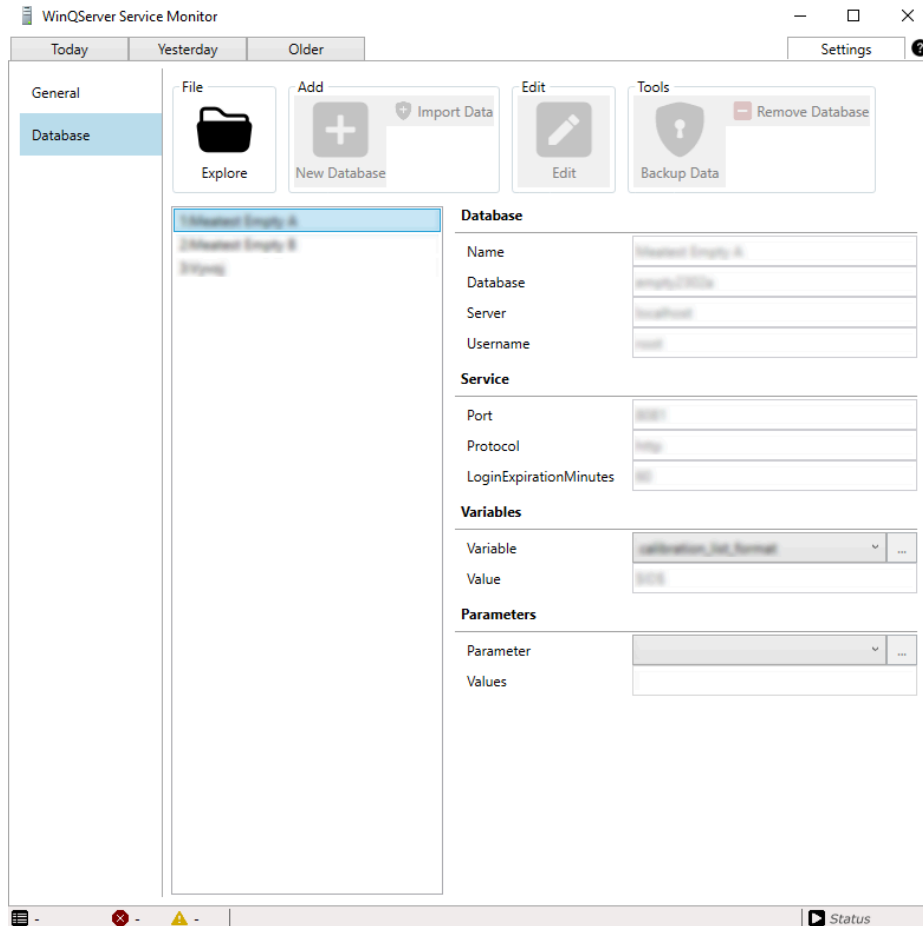 WinQServer Service Monitor
Today Yesterday Older Settings
General
Database
File Add Edit Tools
Import Data Remove Database
Explore New Database Edit Backup Data
Database
Name
Database
Server
Username
Service
Port
Protocol
LoginExpirationMinutes
Variables
Variable ...
Value
Parameters
Parameter ...
Values
- - - Status